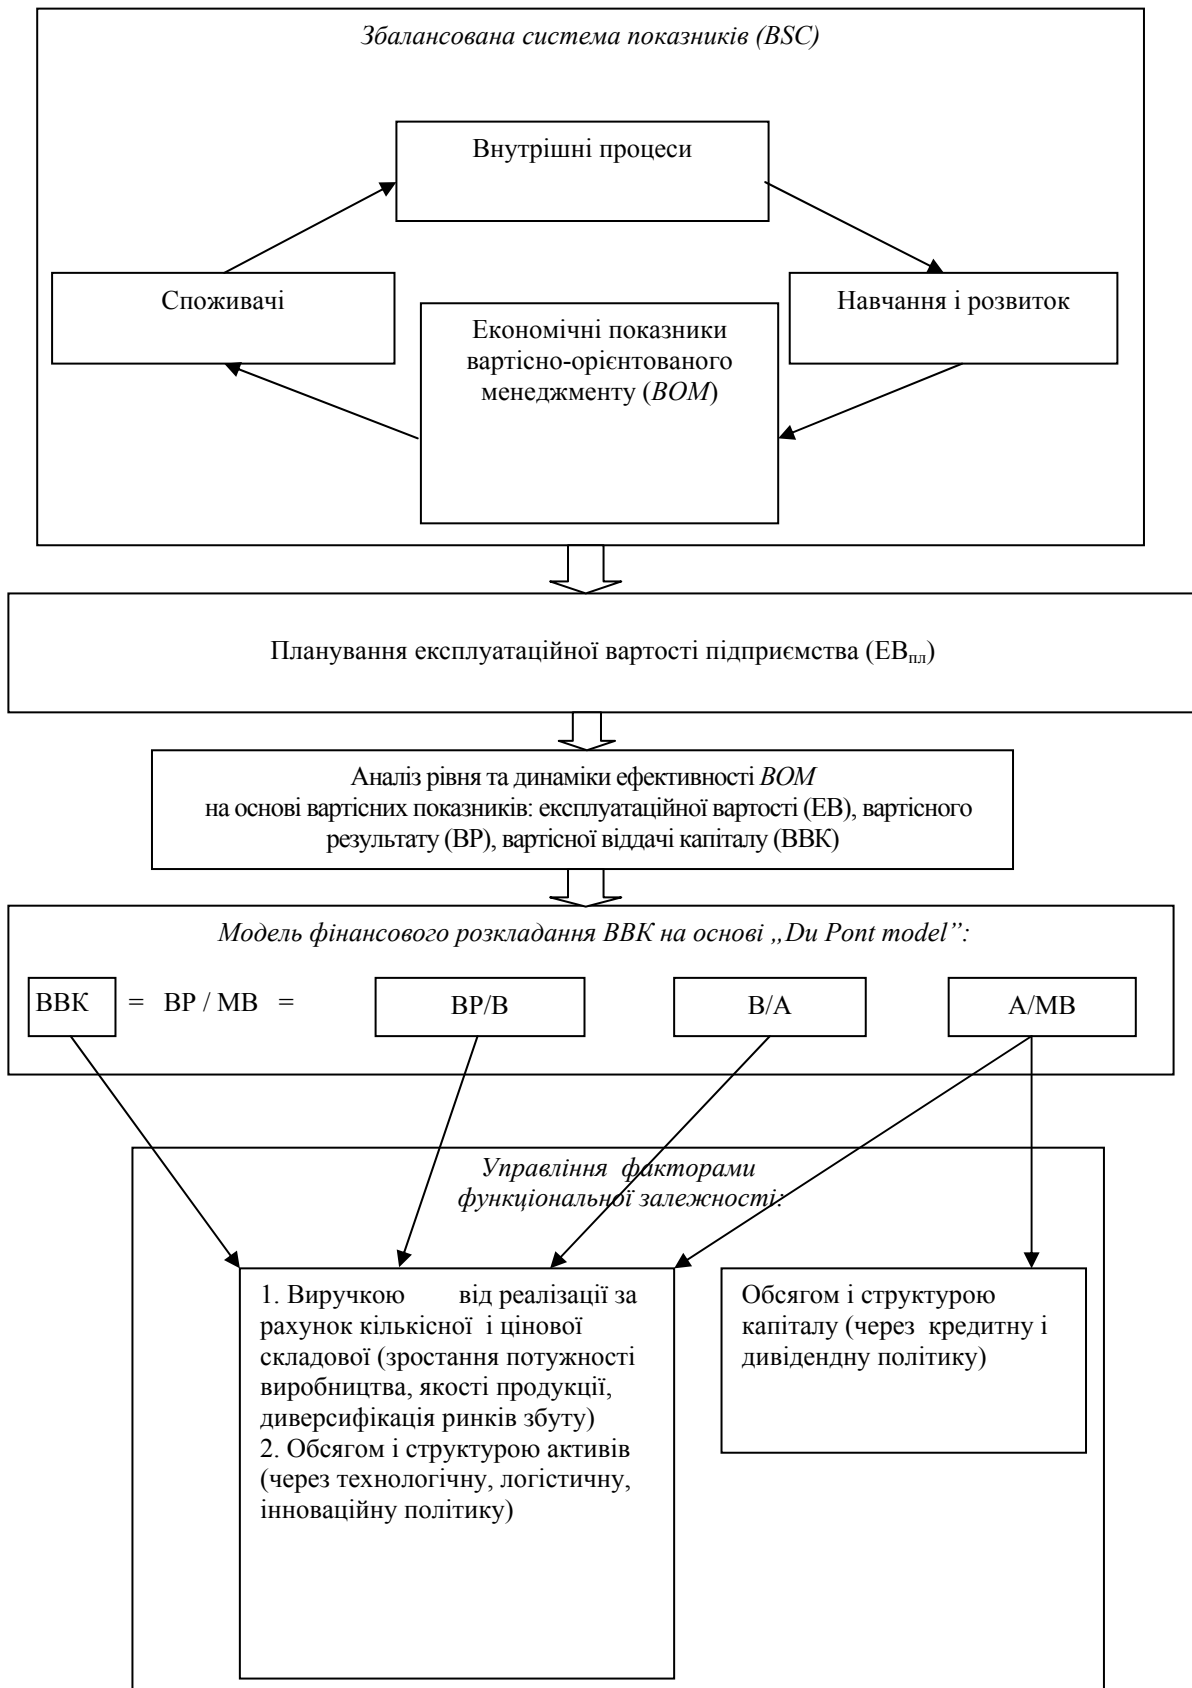 Збалансована система показників (BSC)
Внутрішні процеси
Споживачі
Навчання і розвиток
Економічні показники
вартісно-орієнтованого
менеджменту (ВОМ)
Планування експлуатаційної вартості підприємства (ЕВпл)
Аналіз рівня та динаміки ефективності ВОМ
на основі вартісних показників: експлуатаційної вартості (ЕВ), вартісного
результату (ВР), вартісної віддачі капіталу (ВВК)
Модель фінансового розкладання ВВК на основі „Du Pont model”:
ВВК = ВР / МВ = ВР/В В/А А/МВ
Управління факторами
функціональної залежності:
1. Виручкою від реалізації за
рахунок кількісної і цінової
складової (зростання потужності
виробництва, якості продукції,
диверсифікація ринків збуту)
2. Обсягом і структурою активів
(через технологічну, логістичну,
інноваційну політику)
Обсягом і структурою
капіталу (через кредитну і
дивідендну політику)